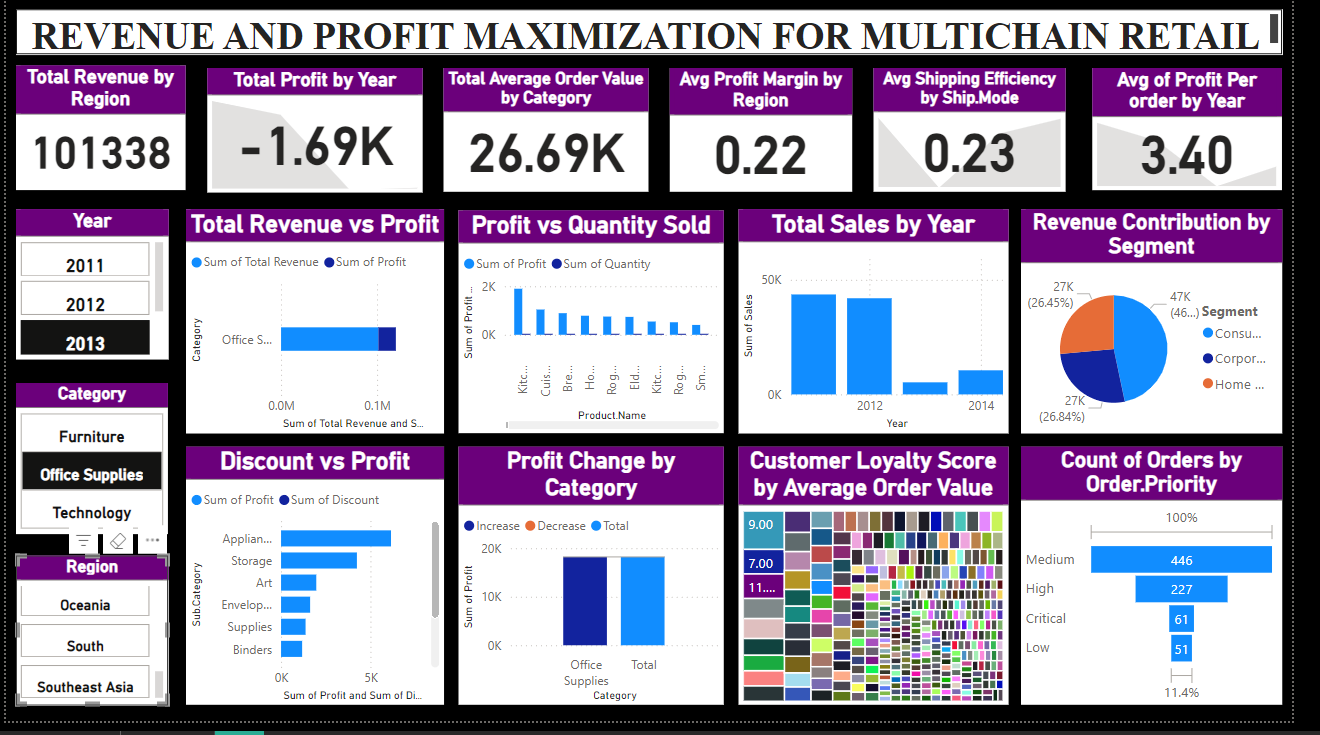 REVENUE AND PROFIT MAXIMIZATION FOR MULTICHAIN RETAIL
Total Revenue by
Region
101338
Total Profit by Year
-1.69K
Total Average Order Value
by Category
26.69K
Avg Profit Margin by
Region
0.22
Avg Shipping Efficiency
by Ship.Mode
0.23
Avg of Profit Per
order by Year
3.40
Year
2011
2012
2013
Category
Furniture
Office Supplies
Technology
Region
Oceania
South
Southeast Asia
Total Revenue vs Profit
Sum of Total Revenue
Sum of Profit
Category
Office S...
0.0M
0.1M
Sum of Total Revenue and S...
Profit vs Quantity Sold
Sum of Profit
Sum of Quantity
Sum of Profit ...
2K
0K
Kitc...
Cuis...
Bre...
Ho...
Rog...
Eld...
Kitc...
Rog...
Sm...
Product.Name
Total Sales by Year
Sum of Sales
50K
0K
2012
2014
Year
Revenue Contribution by
Segment
27K
(26.45%)
47K
(46...)
27K
(26.84%)
Segment
Consu...
Corpor...
Home ...
Discount vs Profit
Sum of Profit
Sum of Discount
Sub.Category
Applian...
Storage
Art
Envelop...
Supplies
Binders
0K
5K
Sum of Profit and Sum of Di...
Profit Change by
Category
Increase
Decrease
Total
Sum of Profit
20K
10K
0K
Office
Supplies
Total
Category
Customer Loyalty Score
by Average Order Value
9.00
7.00
11....
Count of Orders by
Order.Priority
100%
Medium
446
High
227
Critical
61
Low
51
11.4%